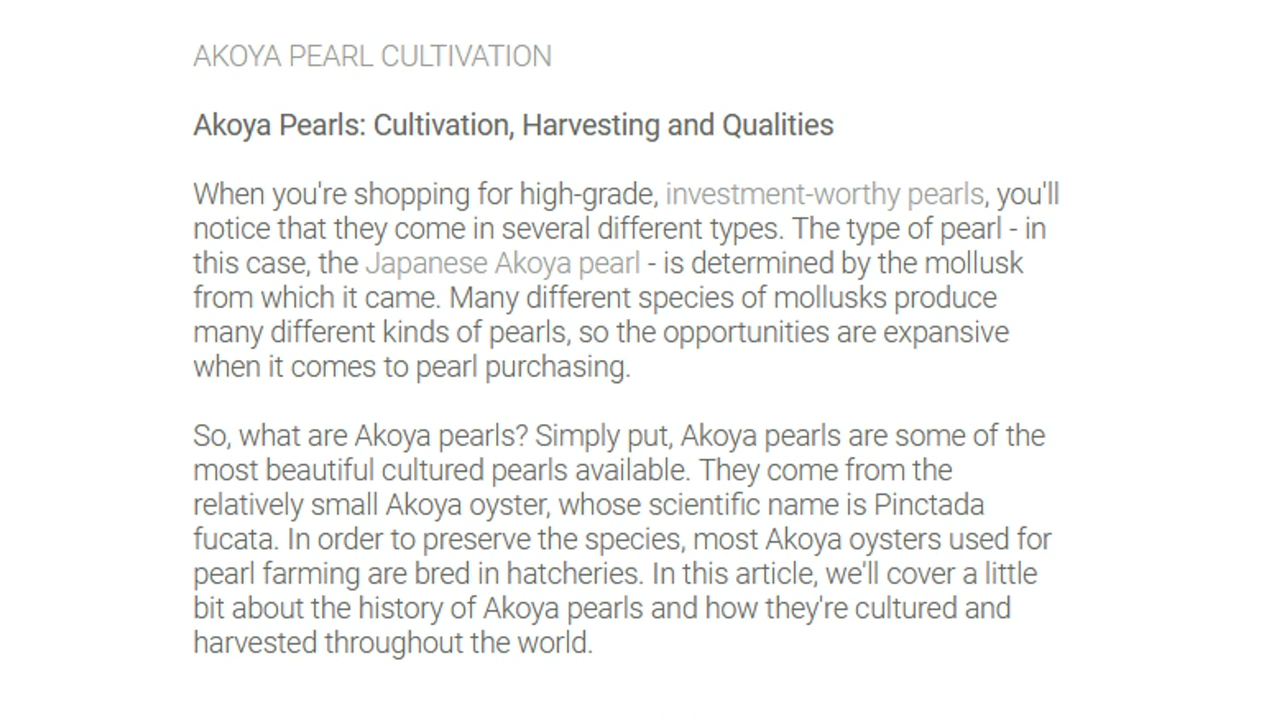 AKOYA PEARL CULTIVATION
Akoya Pearls: Cultivation, Harvesting and Qualities
When you're shopping for high-grade, investment-worthy pearls, you'll
notice that they come in several different types. The type of pearl - in
this case, the Japanese Akoya pearl - is determined by the mollusk
from which it came. Many different species of mollusks produce
many different kinds of pearls, so the opportunities are expansive
when it comes to pearl purchasing.
So, what are Akoya pearls? Simply put, Akoya pearls are some of the
most beautiful cultured pearls available. They come from the
relatively small Akoya oyster, whose scientific name is Pinctada
fucata. In order to preserve the species, most Akoya oysters used for
pearl farming are bred in hatcheries. In this article, we'll cover a little
bit about the history of Akoya pearls and how they're cultured and
harvested throughout the world.